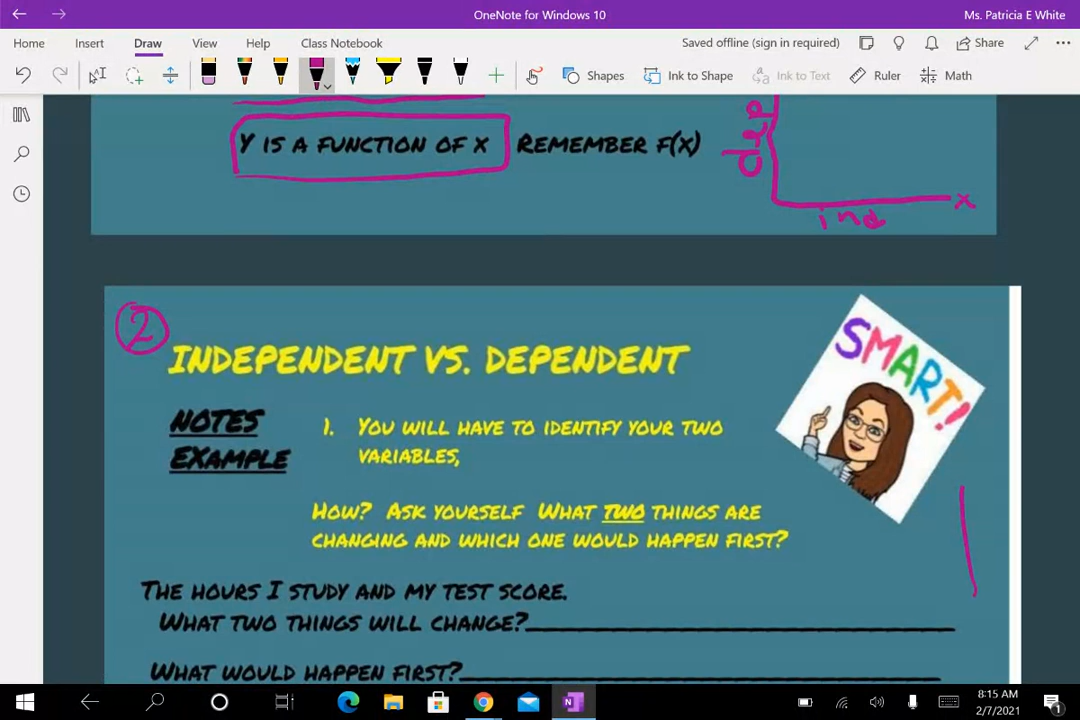 OneNote for Windows 10
Ms. Patricia E White
Home Insert Draw View Help Class Notebook
Saved offline (sign in required)
Share
Shapes Ink to Shape Ink to Text Ruler Math
Y IS A FUNCTION OF X REMEMBER F(X)
dep
x
ind
2
INDEPENDENT VS. DEPENDENT
SMART!
NOTES
EXAMPLE
1. YOU WILL HAVE TO IDENTIFY YOUR TWO
VARIABLES,
HOW? ASK YOURSELF WHAT TWO THINGS ARE
CHANGING AND WHICH ONE WOULD HAPPEN FIRST?
THE HOURS I STUDY AND MY TEST SCORE.
WHAT TWO THINGS WILL CHANGE?
WHAT WOULD HAPPEN FIRST?
8:15 AM
2/7/2021
1